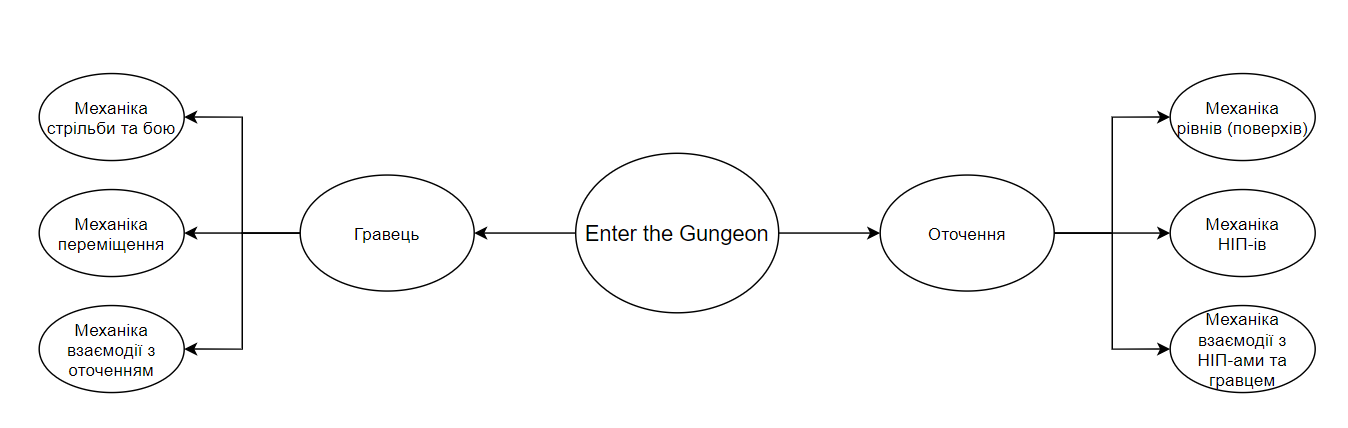 Механіка
стрільби та бою
Механіка
переміщення
Механіка
взаємодії з
оточенням
Гравець
Enter the Gungeon
Оточення
Механіка
рівнів (поверхів)
Механіка
НІП-ів
Механіка
взаємодії з
НІП-ами та
гравцем